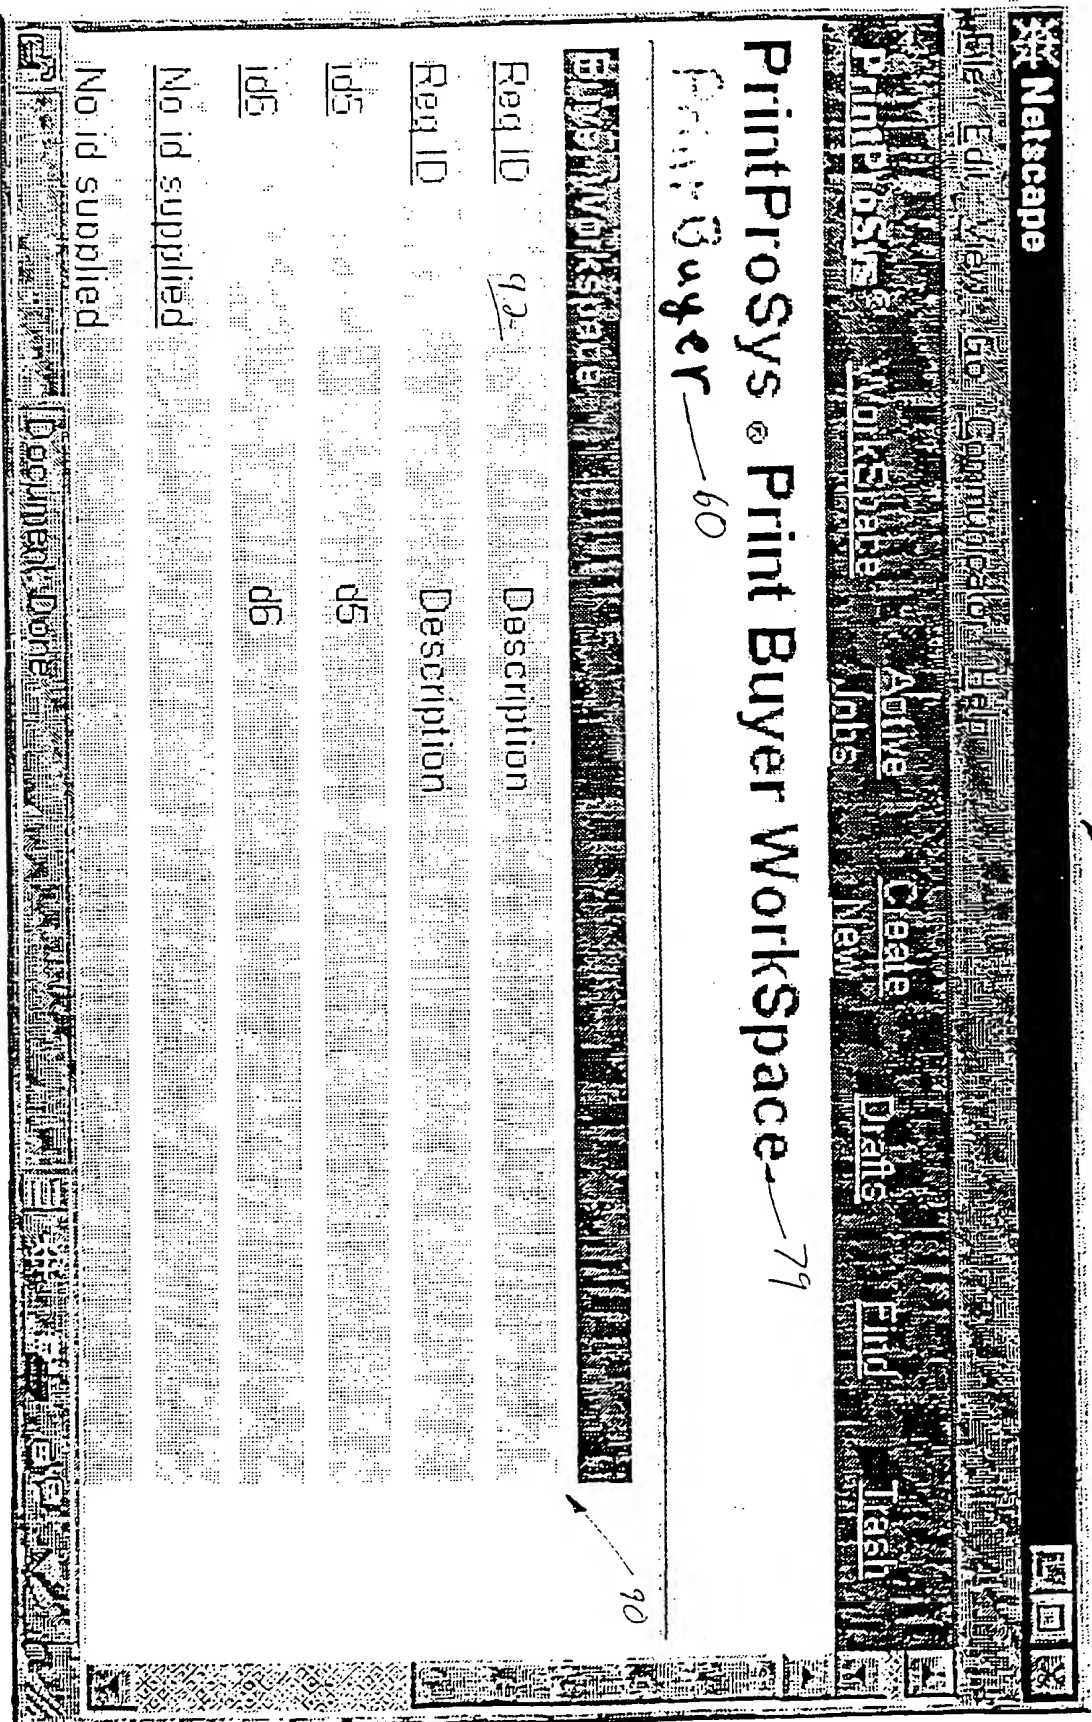 Netscape
File Edit View Go Communicator Help
PrintProSys WorkSpace Active Jobs Create New Drafts Find Trash
PrintProSys © Print Buyer WorkSpace 79
Print Buyer 60
Buyer Workspace 90
Req ID 92 Description
Req ID Description
id5 d5
id6 d6
No id supplied
No id supplied
Document Done